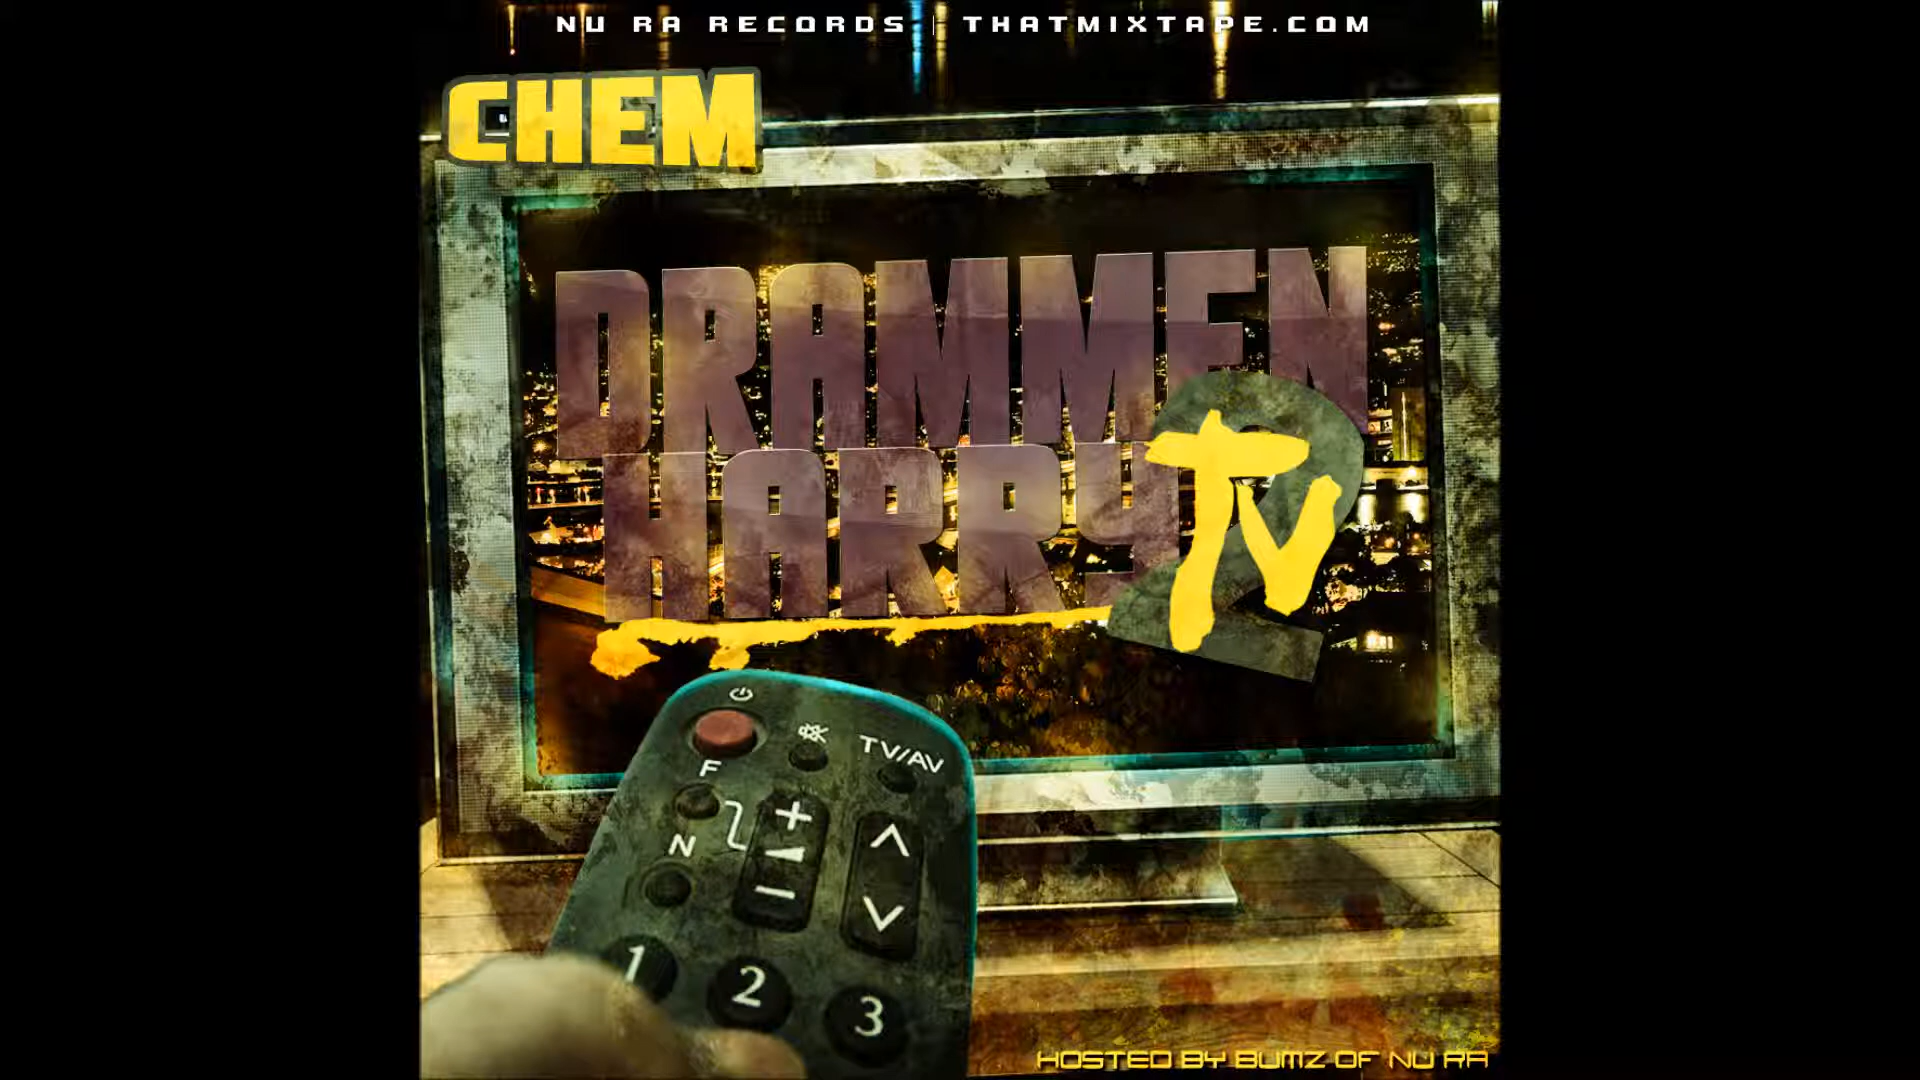 NU RA RECORDS | THATMIXTAPE.COM
CHEM
DRAMMEN
HARRY
TV
2
TV/AV
F
N
+
−
1 2 3
HOSTED BY BUMZ OF NU RA